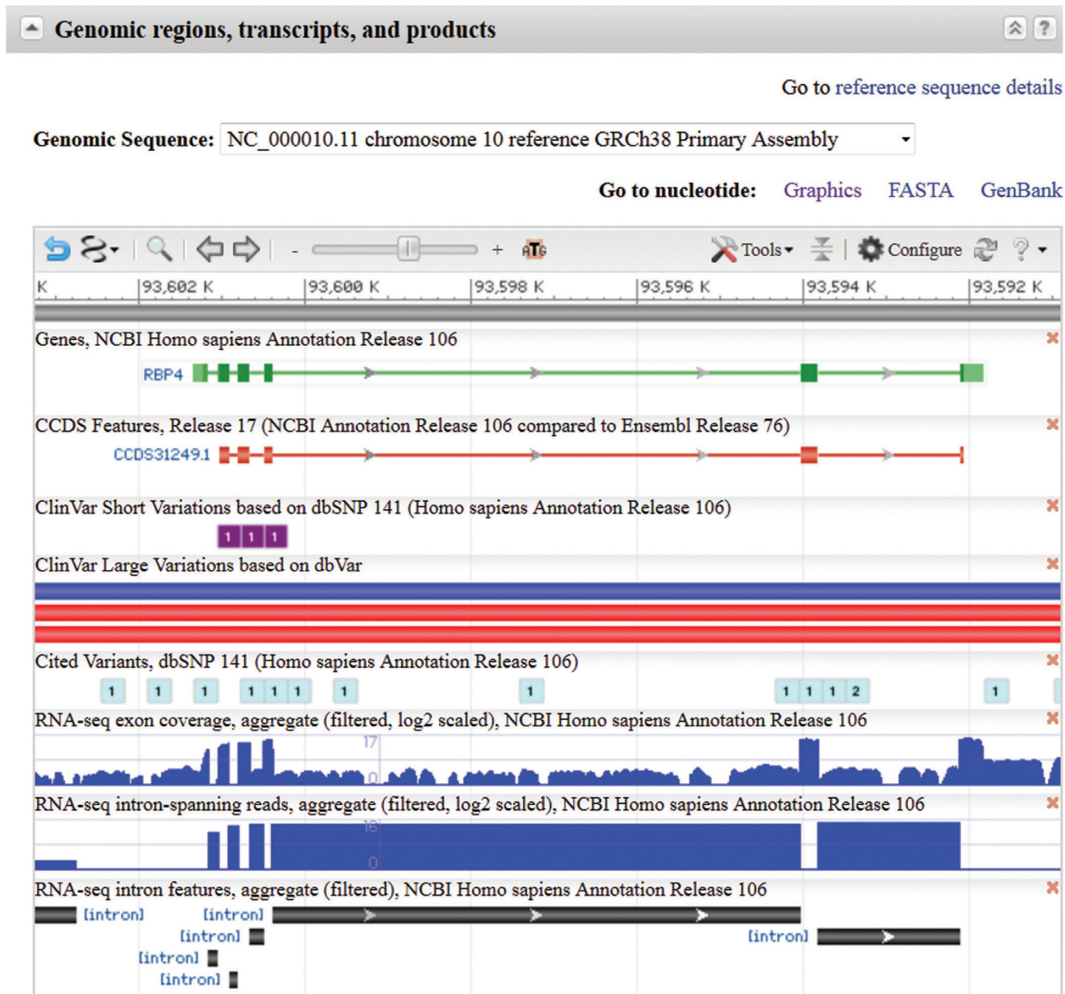 Genomic regions, transcripts, and products
?
Go to reference sequence details
Genomic Sequence: NC_000010.11 chromosome 10 reference GRCh38 Primary Assembly
Go to nucleotide: Graphics FASTA GenBank
- + ATG Tools Configure ?
K |93,602 K |93,600 K |93,598 K |93,596 K |93,594 K |93,592 K
Genes, NCBI Homo sapiens Annotation Release 106
RBP4
CCDS Features, Release 17 (NCBI Annotation Release 106 compared to Ensembl Release 76)
CCDS31249.1
ClinVar Short Variations based on dbSNP 141 (Homo sapiens Annotation Release 106)
1 1 1
ClinVar Large Variations based on dbVar
Cited Variants, dbSNP 141 (Homo sapiens Annotation Release 106)
1 1 1 1 1 1 1 1 1 1 1 2 1
RNA-seq exon coverage, aggregate (filtered, log2 scaled), NCBI Homo sapiens Annotation Release 106
17
0
RNA-seq intron-spanning reads, aggregate (filtered, log2 scaled), NCBI Homo sapiens Annotation Release 106
16
0
RNA-seq intron features, aggregate (filtered), NCBI Homo sapiens Annotation Release 106
[intron] [intron]
[intron] [intron]
[intron]
[intron]